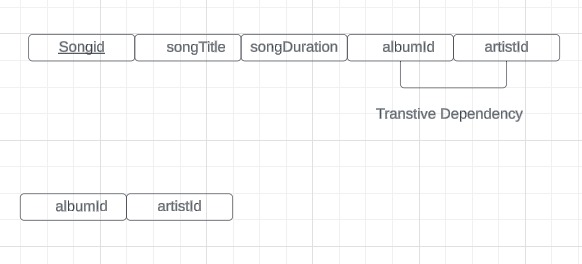 Songid songTitle songDuration albumId artistId
Transtive Dependency
albumId artistId